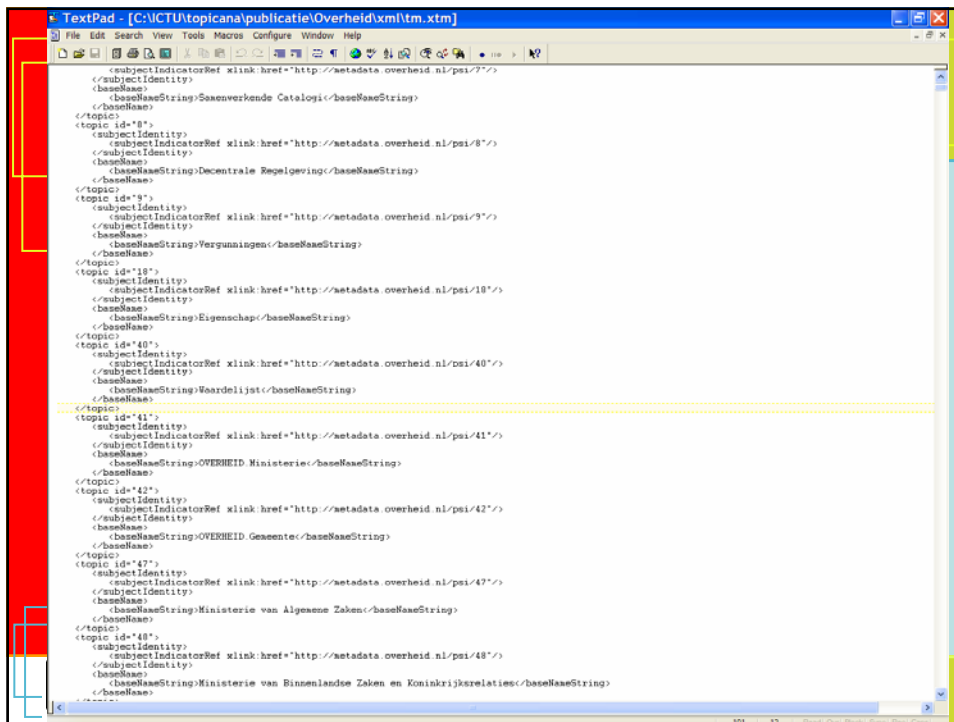 TextPad - [C:\ICTU\topicana\publicatie\Overheid\xml\tm.xtm]
File Edit Search View Tools Macros Configure Window Help
<subjectIndicatorRef xlink:href="http://metadata.overheid.nl/psi/7"/>
</subjectIdentity>
<baseName>
<baseNameString>Samenwerkende Catalogi</baseNameString>
</baseName>
</topic>
<topic id="8">
<subjectIdentity>
<subjectIndicatorRef xlink:href="http://metadata.overheid.nl/psi/8"/>
</subjectIdentity>
<baseName>
<baseNameString>Decentrale Regelgeving</baseNameString>
</baseName>
</topic>
<topic id="9">
<subjectIdentity>
<subjectIndicatorRef xlink:href="http://metadata.overheid.nl/psi/9"/>
</subjectIdentity>
<baseName>
<baseNameString>Vergunningen</baseNameString>
</baseName>
</topic>
<topic id="18">
<subjectIdentity>
<subjectIndicatorRef xlink:href="http://metadata.overheid.nl/psi/18"/>
</subjectIdentity>
<baseName>
<baseNameString>Eigenschap</baseNameString>
</baseName>
</topic>
<topic id="40">
<subjectIdentity>
<subjectIndicatorRef xlink:href="http://metadata.overheid.nl/psi/40"/>
</subjectIdentity>
<baseName>
<baseNameString>Waardelijst</baseNameString>
</baseName>
</topic>
<topic id="41">
<subjectIdentity>
<subjectIndicatorRef xlink:href="http://metadata.overheid.nl/psi/41"/>
</subjectIdentity>
<baseName>
<baseNameString>OVERHEID.Ministerie</baseNameString>
</baseName>
</topic>
<topic id="42">
<subjectIdentity>
<subjectIndicatorRef xlink:href="http://metadata.overheid.nl/psi/42"/>
</subjectIdentity>
<baseName>
<baseNameString>OVERHEID.Gemeente</baseNameString>
</baseName>
</topic>
<topic id="47">
<subjectIdentity>
<subjectIndicatorRef xlink:href="http://metadata.overheid.nl/psi/47"/>
</subjectIdentity>
<baseName>
<baseNameString>Ministerie van Algemene Zaken</baseNameString>
</baseName>
</topic>
<topic id="48">
<subjectIdentity>
<subjectIndicatorRef xlink:href="http://metadata.overheid.nl/psi/48"/>
</subjectIdentity>
<baseName>
<baseNameString>Ministerie van Binnenlandse Zaken en Koninkrijksrelaties</baseNameString>
</baseName>